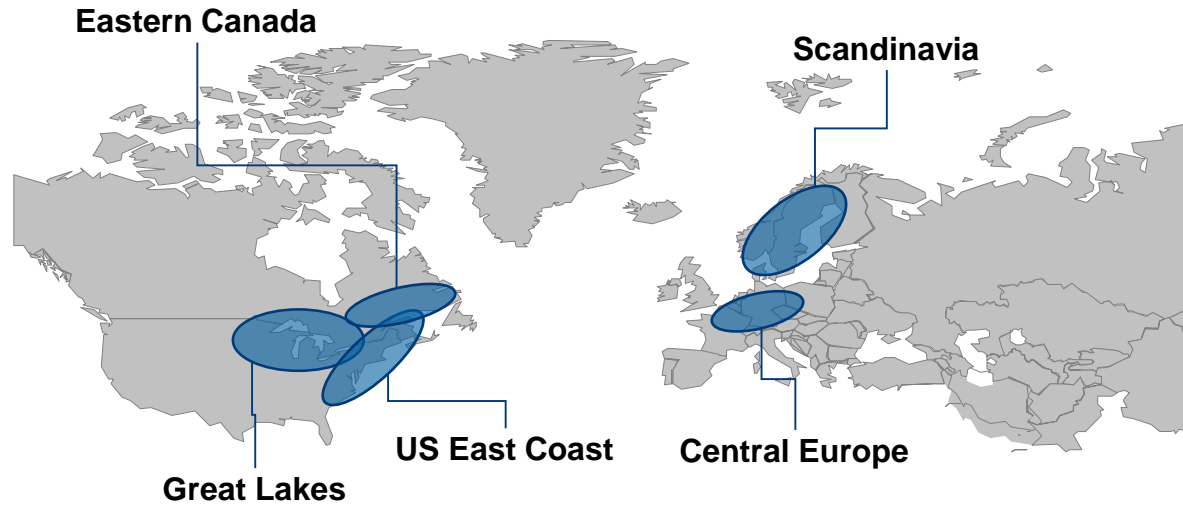 Eastern Canada
Scandinavia
US East Coast
Central Europe
Great Lakes